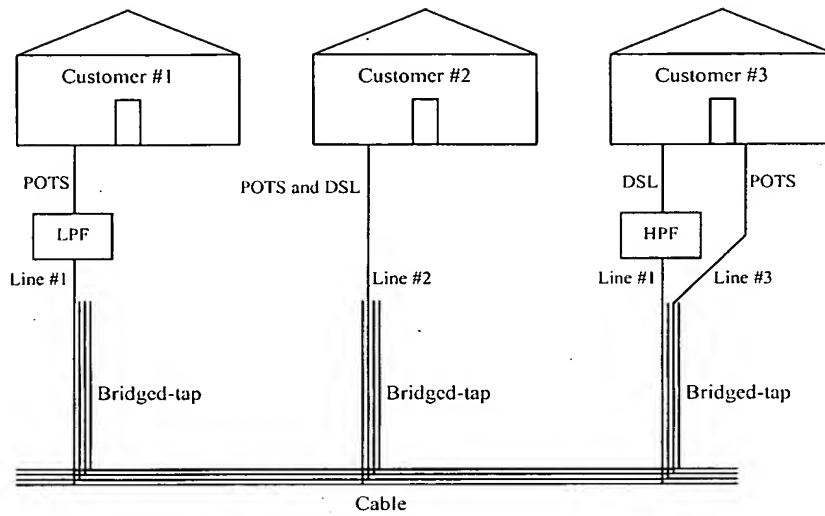 Customer #1
Customer #2
Customer #3
POTS
POTS and DSL
DSL
POTS
LPF
HPF
Line #1
Line #2
Line #1
Line #3
Bridged-tap
Bridged-tap
Bridged-tap
Cable